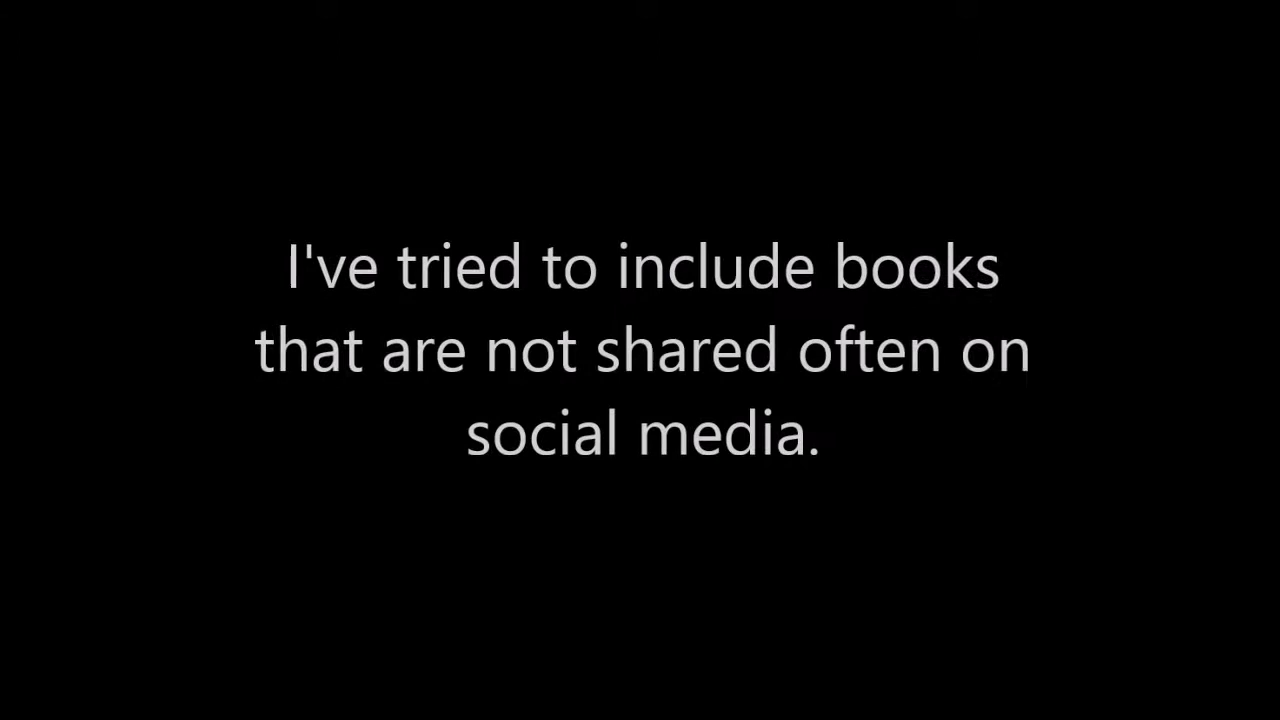 I've tried to include books
that are not shared often on
social media.